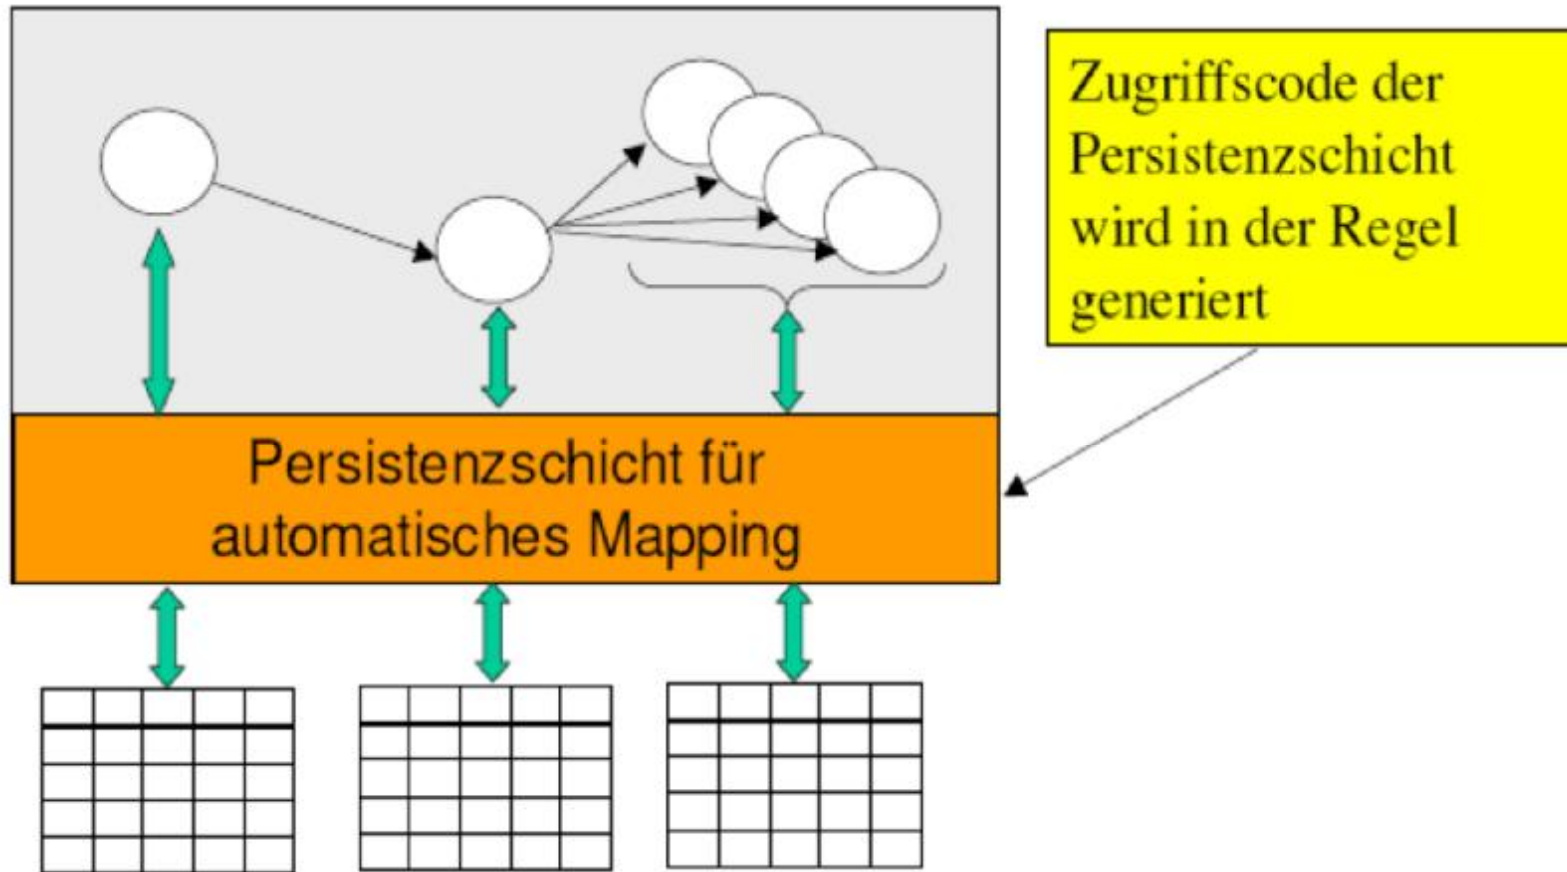 Zugriffscode der
Persistenzschicht
wird in der Regel
generiert
Persistenzschicht für
automatisches Mapping